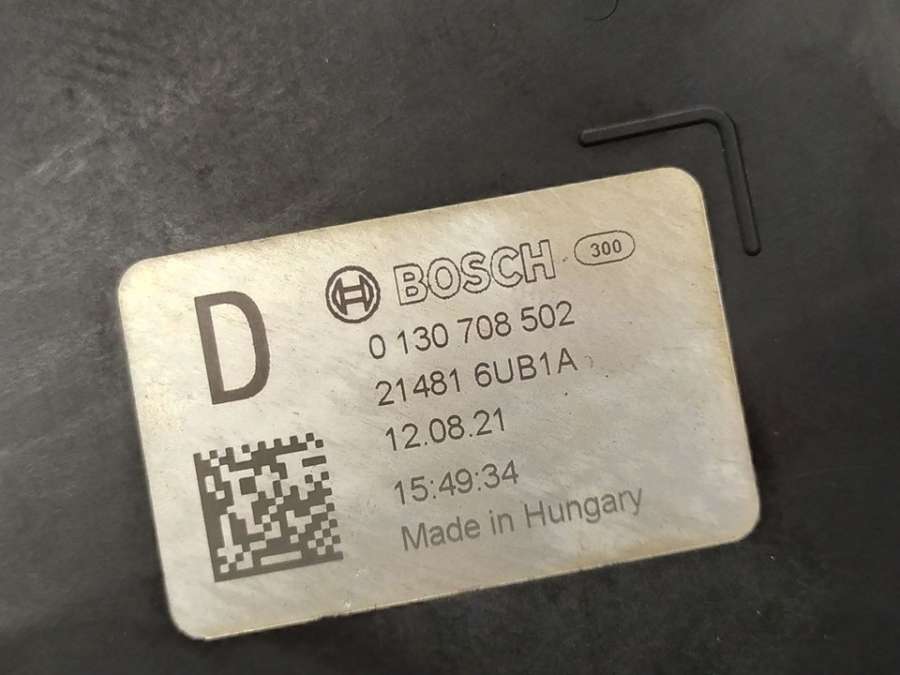 D
BOSCH 300
0 130 708 502
21481 6UB1A
12.08.21
15:49:34
Made in Hungary